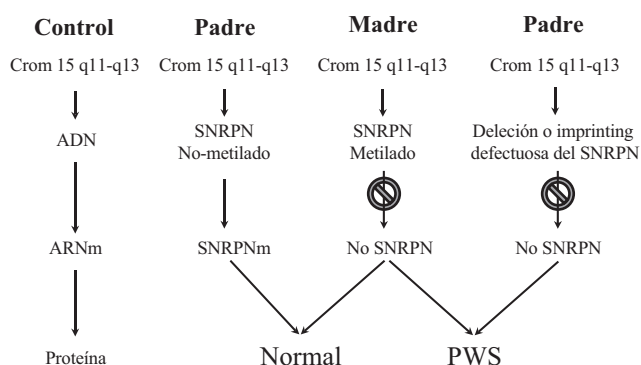 Control Padre Madre Padre
Crom 15 q11-q13 Crom 15 q11-q13 Crom 15 q11-q13 Crom 15 q11-q13
ADN SNRPN SNRPN Deleción o imprinting
No-metilado Metilado defectuosa del SNRPN
ARNm SNRPNm No SNRPN No SNRPN
Proteína Normal PWS